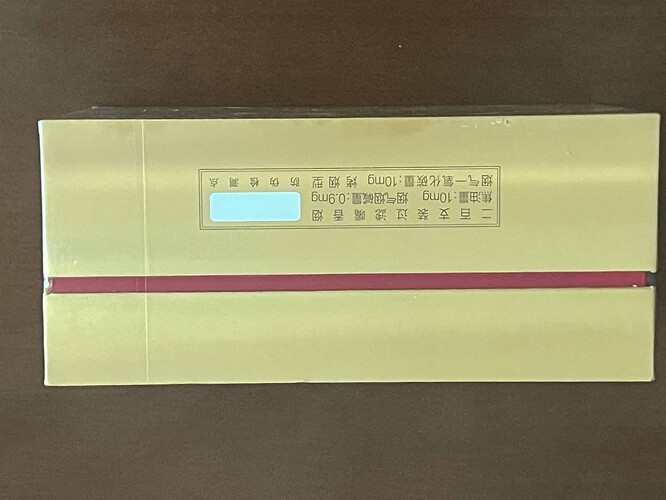 二百支装过滤嘴香烟
焦油量:10mg 烟气烟碱量:0.9mg
烟气一氧化碳量:10mg 烤烟型
防伪检测点